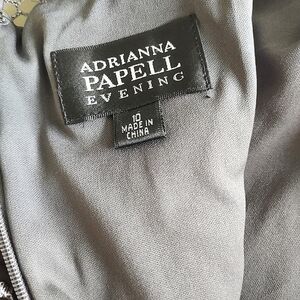 ADRIANNA
PAPELL
EVENING
10
MADE IN
CHINA